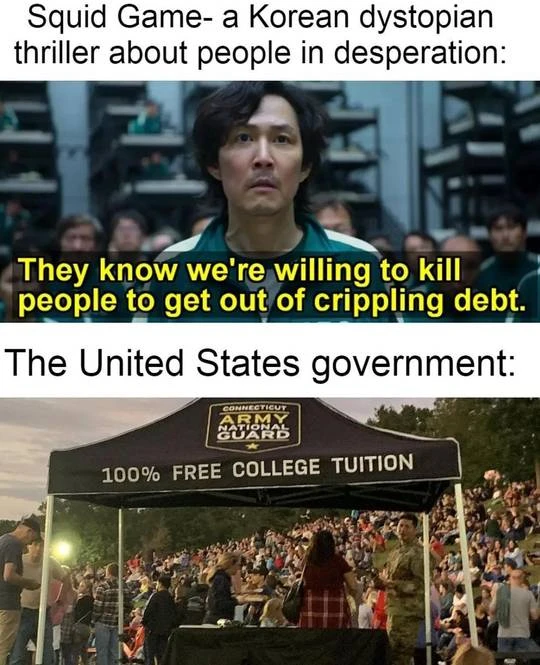 Squid Game- a Korean dystopian
thriller about people in desperation:
They know we're willing to kill
people to get out of crippling debt.
The United States government:
CONNECTICUT
ARMY
NATIONAL
GUARD
100% FREE COLLEGE TUITION